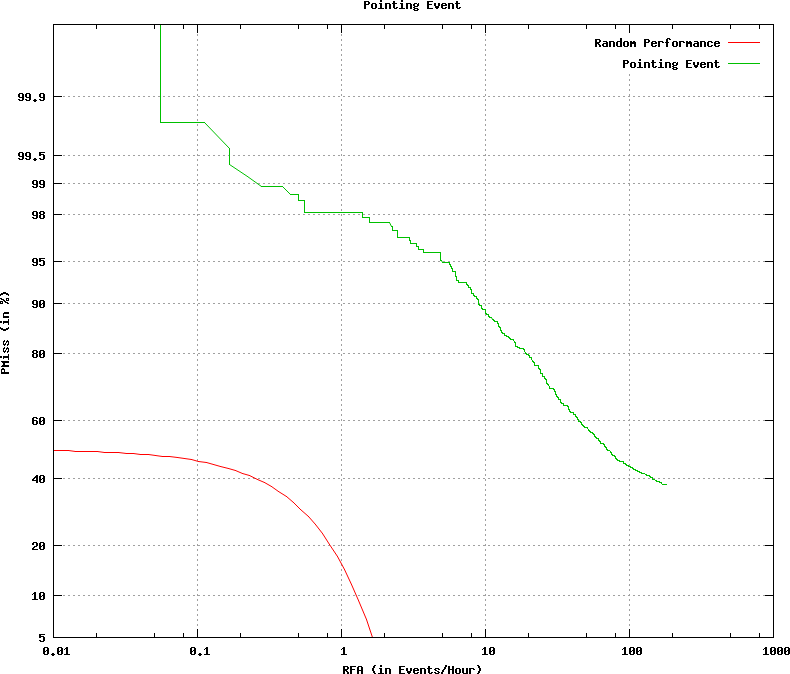 Pointing Event
Random Performance
Pointing Event
99.9
99.5
99
98
95
90
80
60
40
20
10
5
PMiss (in %)
0.01 0.1 1 10 100 1000
RFA (in Events/Hour)